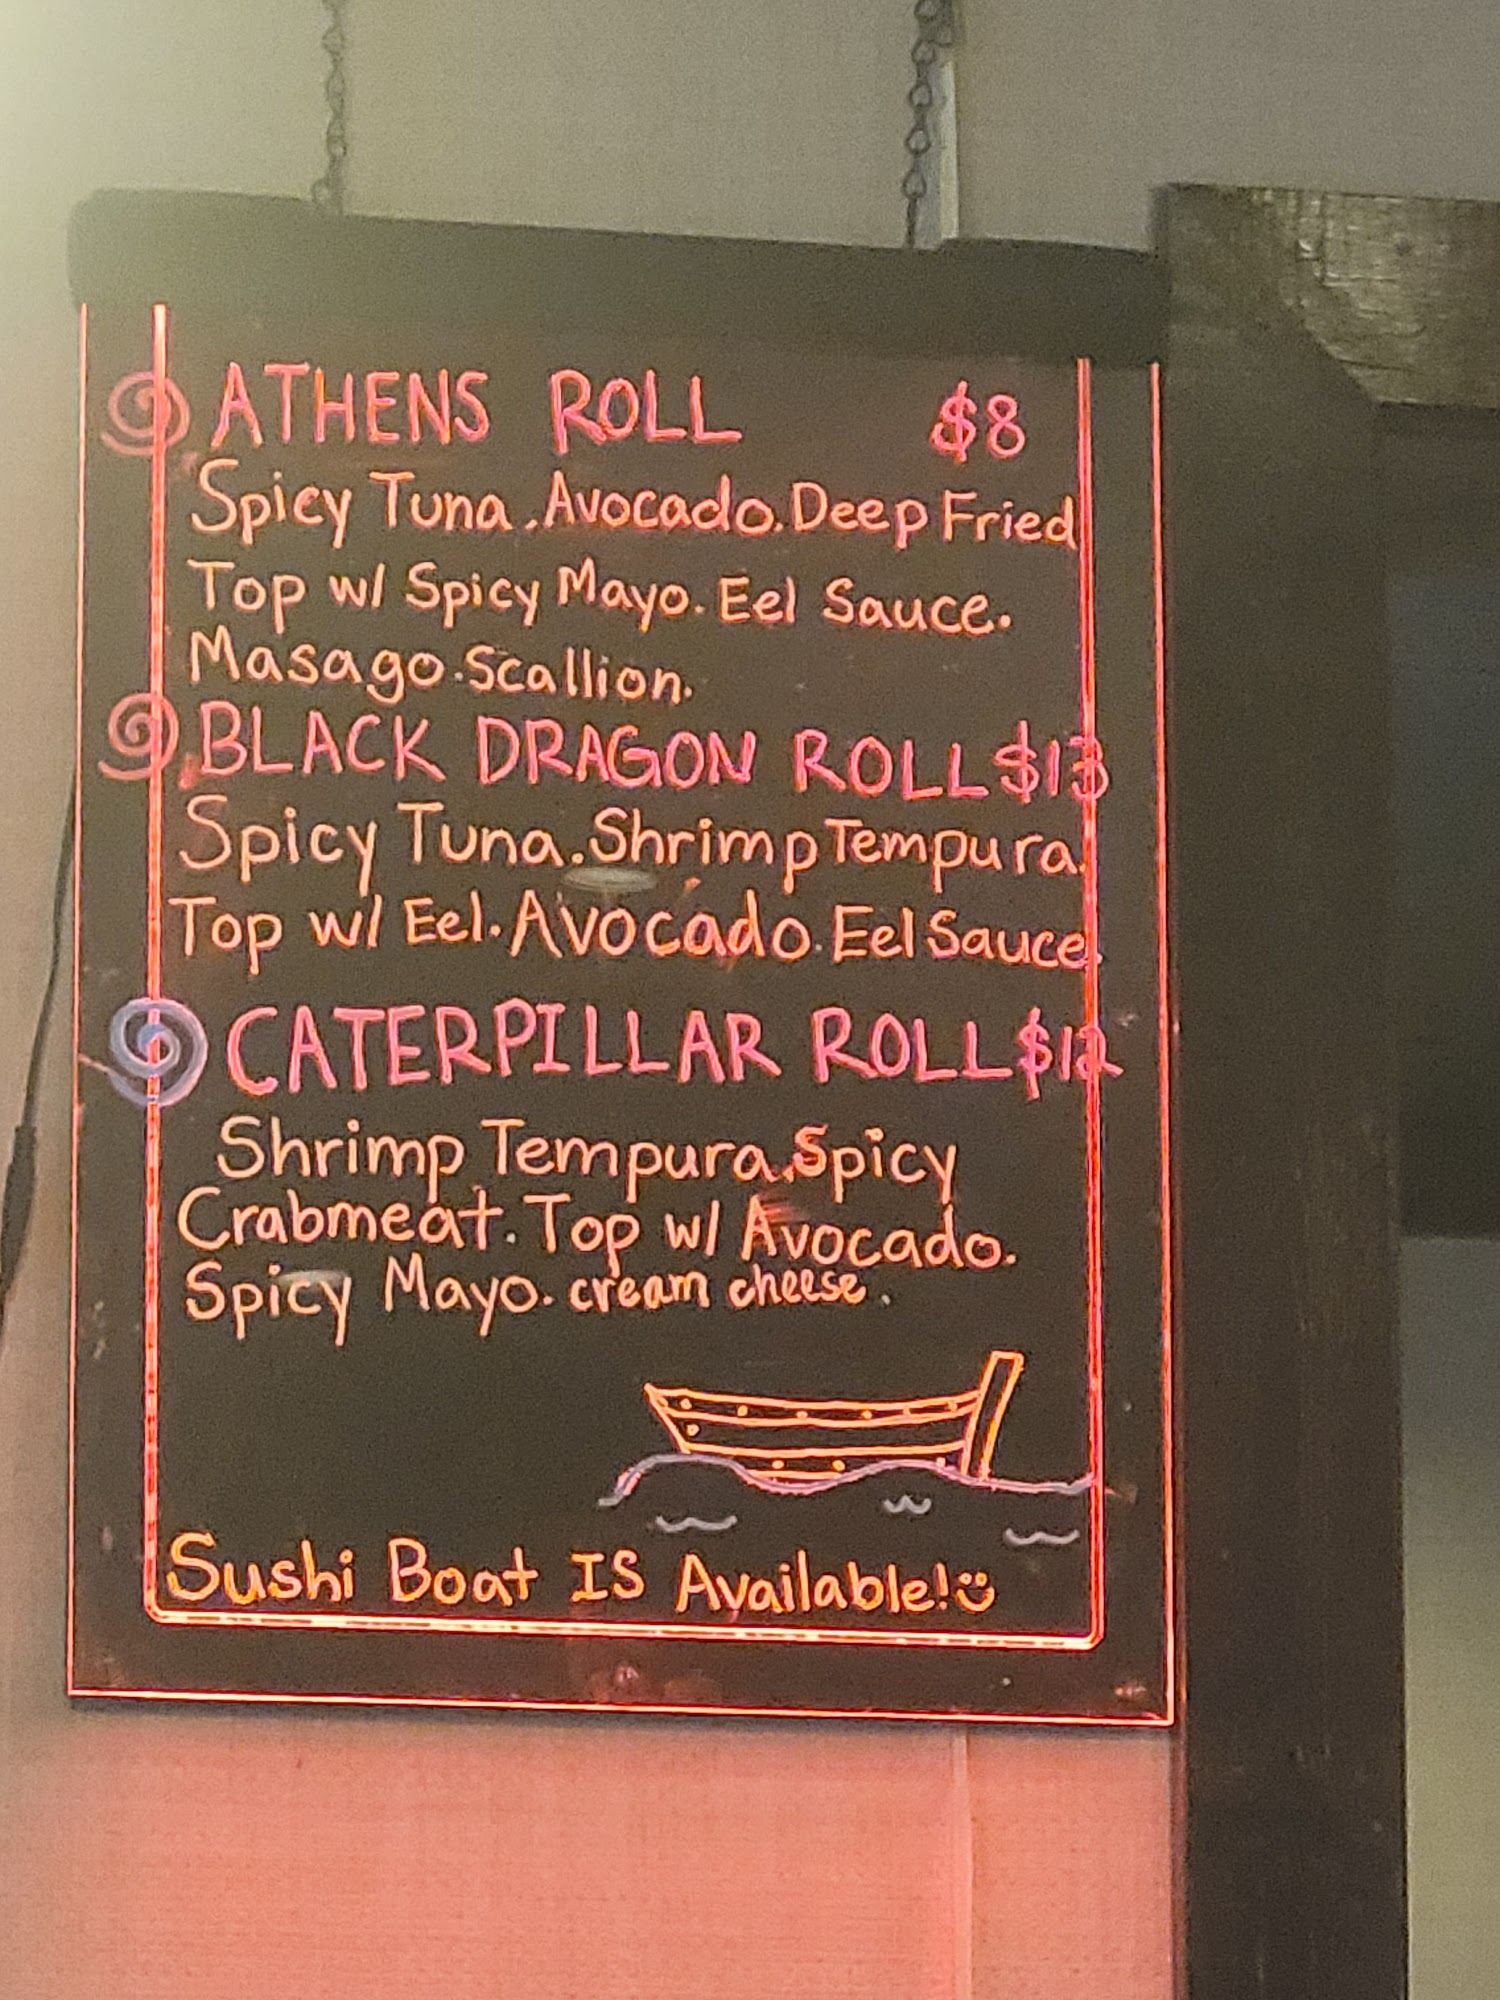 ATHENS ROLL $8
Spicy Tuna. Avocado. Deep Fried
Top w/ Spicy Mayo. Eel Sauce.
Masago. Scallion.
BLACK DRAGON ROLL $13
Spicy Tuna. Shrimp Tempura.
Top w/ Eel. Avocado. Eel Sauce.
CATERPILLAR ROLL $12
Shrimp Tempura. Spicy
Crabmeat. Top w/ Avocado.
Spicy Mayo. cream cheese.
Sushi Boat IS Available!